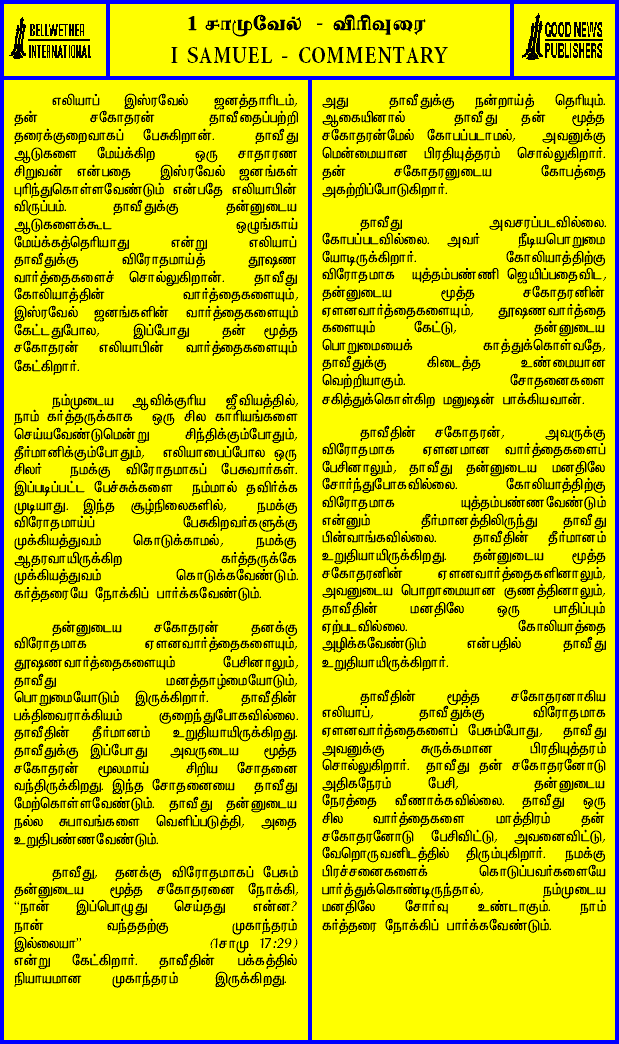 BELLWETHER
INTERNATIONAL
1 சாமுவேல் - விரிவுரை
I SAMUEL - COMMENTARY
GOOD NEWS
PUBLISHERS
எலியாப் இஸ்ரவேல் ஜனத்தாரிடம்,
தன் சகோதரன் தாவீதைப்பற்றி
தரைக்குறைவாகப் பேசுகிறான். தாவீது
ஆடுகளை மேய்க்கிற ஒரு சாதாரண
சிறுவன் என்பதை இஸ்ரவேல் ஜனங்கள்
புரிந்துகொள்ளவேண்டும் என்பதே எலியாபின்
விருப்பம். தாவீதுக்கு தன்னுடைய
ஆடுகளைக்கூட ஒழுங்காய்
மேய்க்கத்தெரியாது என்று எலியாப்
தாவீதுக்கு விரோதமாய்த் தூஷண
வார்த்தைகளைச் சொல்லுகிறான். தாவீது
கோலியாத்தின் வார்த்தைகளையும்,
இஸ்ரவேல் ஜனங்களின் வார்த்தைகளையும்
கேட்டதுபோல, இப்போது தன் மூத்த
சகோதரன் எலியாபின் வார்த்தைகளையும்
கேட்கிறார்.
நம்முடைய ஆவிக்குரிய ஜீவியத்தில்,
நாம் கர்த்தருக்காக ஒரு சில காரியங்களை
செய்யவேண்டுமென்று சிந்திக்கும்போதும்,
தீர்மானிக்கும்போதும், எலியாபைப்போல ஒரு
சிலர் நமக்கு விரோதமாகப் பேசுவார்கள்.
இப்படிப்பட்ட பேச்சுக்களை நம்மால் தவிர்க்க
முடியாது. இந்த சூழ்நிலைகளில், நமக்கு
விரோதமாய்ப் பேசுகிறவர்களுக்கு
முக்கியத்துவம் கொடுக்காமல், நமக்கு
ஆதரவாயிருக்கிற கர்த்தருக்கே
முக்கியத்துவம் கொடுக்கவேண்டும்.
கர்த்தரையே நோக்கிப் பார்க்கவேண்டும்.
தன்னுடைய சகோதரன் தனக்கு
விரோதமாக ஏளனவார்த்தைகளையும்,
தூஷணவார்த்தைகளையும் பேசினாலும்,
தாவீது மனத்தாழ்மையோடும்,
பொறுமையோடும் இருக்கிறார். தாவீதின்
பக்திவைராக்கியம் குறைந்துபோகவில்லை.
தாவீதின் தீர்மானம் உறுதியாயிருக்கிறது.
தாவீதுக்கு இப்போது அவருடைய மூத்த
சகோதரன் மூலமாய் சிறிய சோதனை
வந்திருக்கிறது. இந்த சோதனையை தாவீது
மேற்கொள்ளவேண்டும். தாவீது தன்னுடைய
நல்ல சுபாவங்களை வெளிப்படுத்தி, அதை
உறுதிபண்ணவேண்டும்.
தாவீது, தனக்கு விரோதமாகப் பேசும்
தன்னுடைய மூத்த சகோதரனை நோக்கி,
“நான் இப்பொழுது செய்தது என்ன?
நான் வந்ததற்கு முகாந்தரம்
இல்லையா” (1சாமு 17:29)
என்று கேட்கிறார். தாவீதின் பக்கத்தில்
நியாயமான முகாந்தரம் இருக்கிறது.
அது தாவீதுக்கு நன்றாய்த் தெரியும்.
ஆகையினால் தாவீது தன் மூத்த
சகோதரன்மேல் கோபப்படாமல், அவனுக்கு
மென்மையான பிரதியுத்தரம் சொல்லுகிறார்.
தன் சகோதரனுடைய கோபத்தை
அகற்றிப்போடுகிறார்.
தாவீது அவசரப்படவில்லை.
கோபப்படவில்லை. அவர் நீடியபொறுமை
யோடிருக்கிறார். கோலியாத்திற்கு
விரோதமாக யுத்தம்பண்ணி ஜெயிப்பதைவிட,
தன்னுடைய மூத்த சகோதரனின்
ஏளனவார்த்தைகளையும், தூஷணவார்த்தை
களையும் கேட்டு, தன்னுடைய
பொறுமையைக் காத்துக்கொள்வதே,
தாவீதுக்கு கிடைத்த உண்மையான
வெற்றியாகும். சோதனைகளை
சகித்துக்கொள்கிற மனுஷன் பாக்கியவான்.
தாவீதின் சகோதரன், அவருக்கு
விரோதமாக ஏளனமான வார்த்தைகளைப்
பேசினாலும், தாவீது தன்னுடைய மனதிலே
சோர்ந்துபோகவில்லை. கோலியாத்திற்கு
விரோதமாக யுத்தம்பண்ணவேண்டும்
என்னும் தீர்மானத்திலிருந்து தாவீது
பின்வாங்கவில்லை. தாவீதின் தீர்மானம்
உறுதியாயிருக்கிறது. தன்னுடைய மூத்த
சகோதரனின் ஏளனவார்த்தைகளினாலும்,
அவனுடைய பொறாமையான குணத்தினாலும்,
தாவீதின் மனதிலே ஒரு பாதிப்பும்
ஏற்படவில்லை. கோலியாத்தை
அழிக்கவேண்டும் என்பதில் தாவீது
உறுதியாயிருக்கிறார்.
தாவீதின் மூத்த சகோதரனாகிய
எலியாப், தாவீதுக்கு விரோதமாக
ஏளனவார்த்தைகளைப் பேசும்போது, தாவீது
அவனுக்கு சுருக்கமான பிரதியுத்தரம்
சொல்லுகிறார். தாவீது தன் சகோதரனோடு
அதிகநேரம் பேசி, தன்னுடைய
நேரத்தை வீணாக்கவில்லை. தாவீது ஒரு
சில வார்த்தைகளை மாத்திரம் தன்
சகோதரனோடு பேசிவிட்டு, அவனைவிட்டு,
வேறொருவனிடத்தில் திரும்புகிறார். நமக்கு
பிரச்சனைகளைக் கொடுப்பவர்களையே
பார்த்துக்கொண்டிருந்தால், நம்முடைய
மனதிலே சோர்வு உண்டாகும். நாம்
கர்த்தரை நோக்கிப் பார்க்கவேண்டும்.